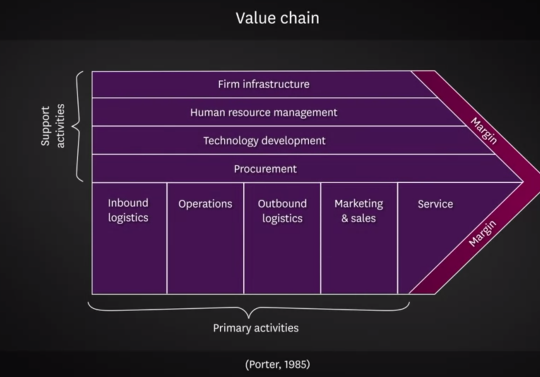 Value chain
Support
activities
Firm infrastructure
Human resource management
Technology development
Procurement
Margin
Inbound
logistics
Operations
Outbound
logistics
Marketing
& sales
Service
Margin
Primary activities
(Porter, 1985)